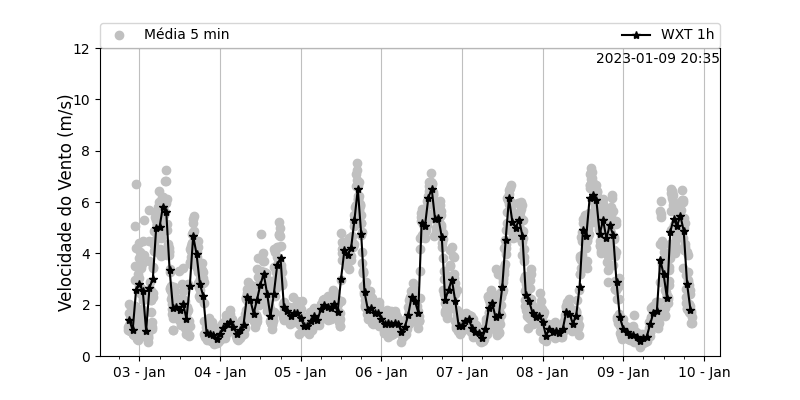 Média 5 min
WXT 1h
2023-01-09 20:35
Velocidade do Vento (m/s)
12
10
8
6
4
2
0
03 - Jan
04 - Jan
05 - Jan
06 - Jan
07 - Jan
08 - Jan
09 - Jan
10 - Jan